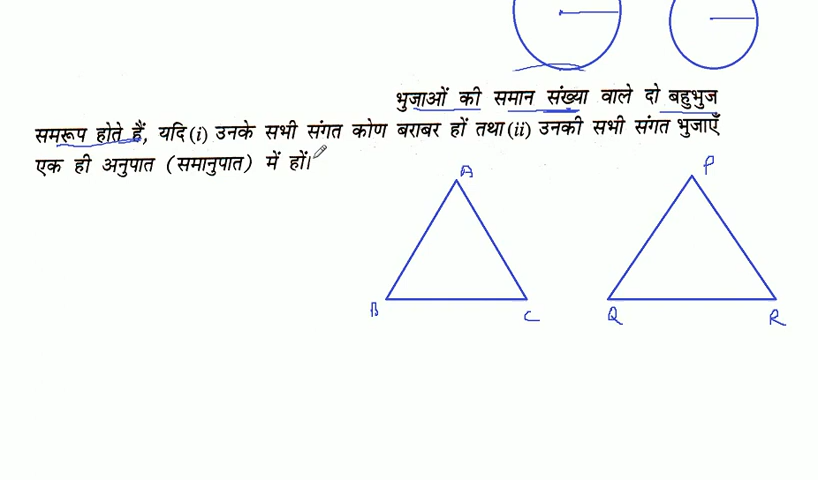 भुजाओं की समान संख्या वाले दो बहुभुज
समरूप होते हैं, यदि (i) उनके सभी संगत कोण बराबर हों तथा (ii) उनकी सभी संगत भुजाएँ
एक ही अनुपात (समानुपात) में हों।
A
P
B
C
Q
R